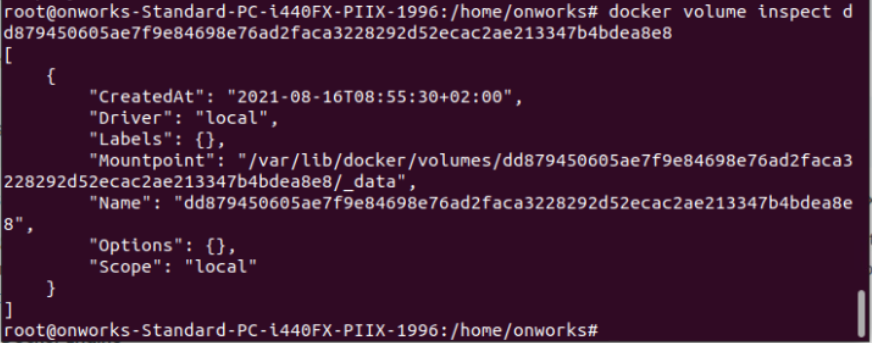 root@onworks-Standard-PC-i440FX-PIIX-1996:/home/onworks# docker volume inspect d
d879450605ae7f9e84698e76ad2faca3228292d52ecac2ae213347b4bdea8e8
[
    {
        "CreatedAt": "2021-08-16T08:55:30+02:00",
        "Driver": "local",
        "Labels": {},
        "Mountpoint": "/var/lib/docker/volumes/dd879450605ae7f9e84698e76ad2faca3
228292d52ecac2ae213347b4bdea8e8/_data",
        "Name": "dd879450605ae7f9e84698e76ad2faca3228292d52ecac2ae213347b4bdea8e
8",
        "Options": {},
        "Scope": "local"
    }
]
root@onworks-Standard-PC-i440FX-PIIX-1996:/home/onworks#